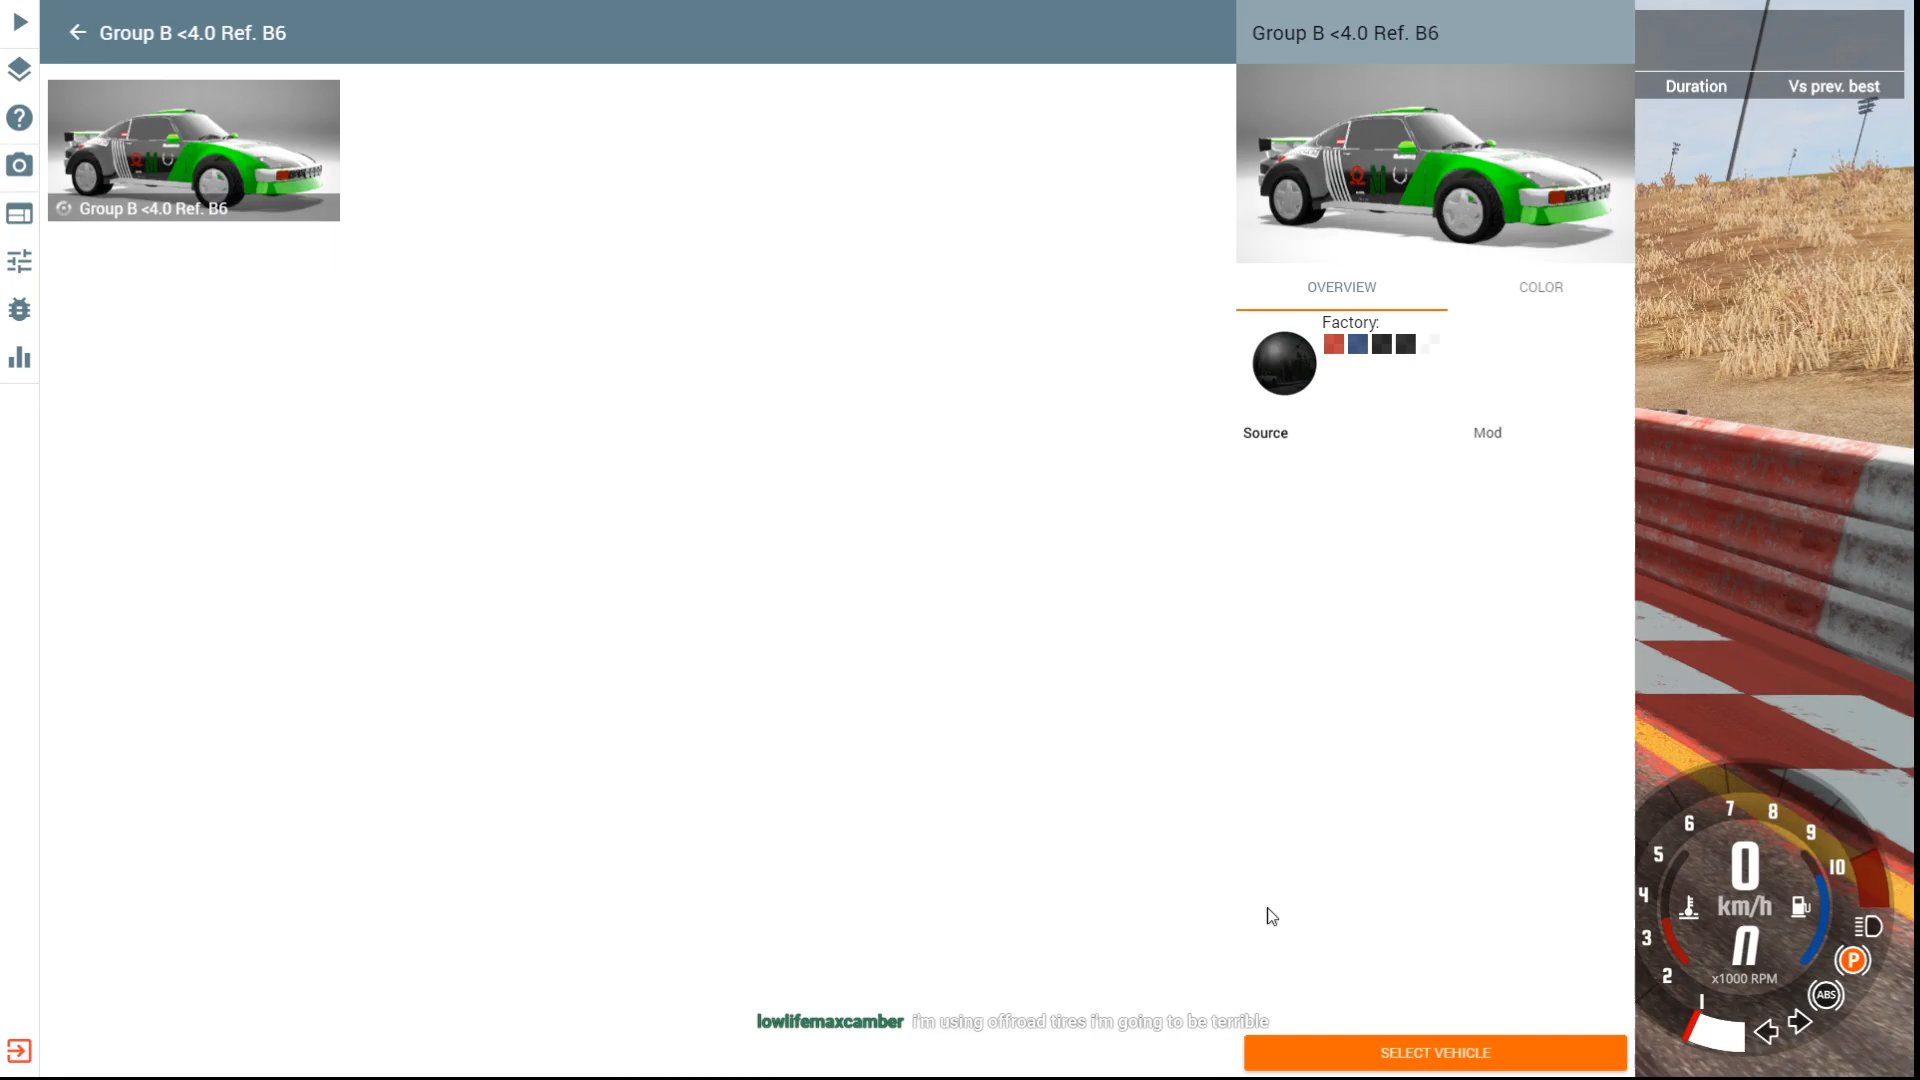 Group B <4.0 Ref. B6
Group B <4.0 Ref. B6
Duration Vs prev. best
Group B <4.0 Ref. B6
OVERVIEW COLOR
Factory:
Source Mod
1 2 3 4 5 6 7 8 9 10
0
km/h
n
x1000 RPM
P
ABS
lowlifemaxcamber i'm using offroad tires i'm going to be terrible
SELECT VEHICLE